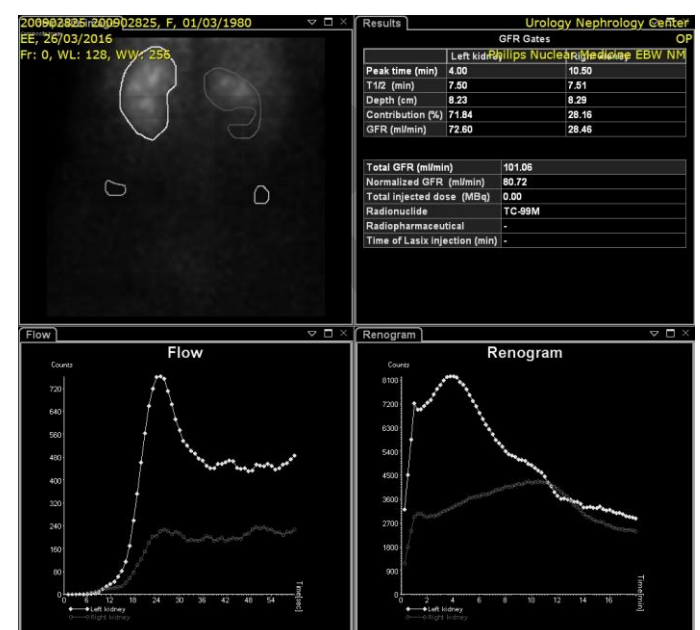 200902825 200902825, F, 01/03/1980
EE, 26/03/2016
Fr: 0, WL: 128, WW: 256
Results
Urology Nephrology Center
OP
Philips Nuclear Medicine EBW NM
GFR Gates
Left kidney Right kidney
Peak time (min) 4.00 10.50
T1/2 (min) 7.50 7.51
Depth (cm) 8.23 8.29
Contribution (%) 71.84 28.16
GFR (ml/min) 72.60 28.46
Total GFR (ml/min) 101.06
Normalized GFR (ml/min) 80.72
Total injected dose (MBq) 0.00
Radionuclide TC-99M
Radiopharmaceutical -
Time of Lasix injection (min) -
Flow
Flow
Counts
720
640
560
480
400
320
240
160
80
0
0 6 12 18 24 30 36 42 48 54
Time[sec]
Left kidney
Right kidney
Renogram
Renogram
Counts
8100
7200
6300
5400
4500
3600
2700
1800
900
0
0 2 4 6 8 10 12 14 16
Time[min]
Left kidney
Right kidney